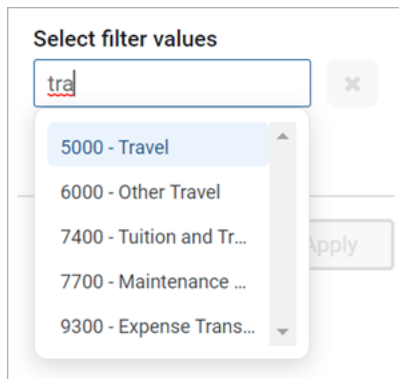 Select filter values
tra
5000 - Travel
6000 - Other Travel
7400 - Tuition and Tr...
7700 - Maintenance ...
Apply
9300 - Expense Trans...